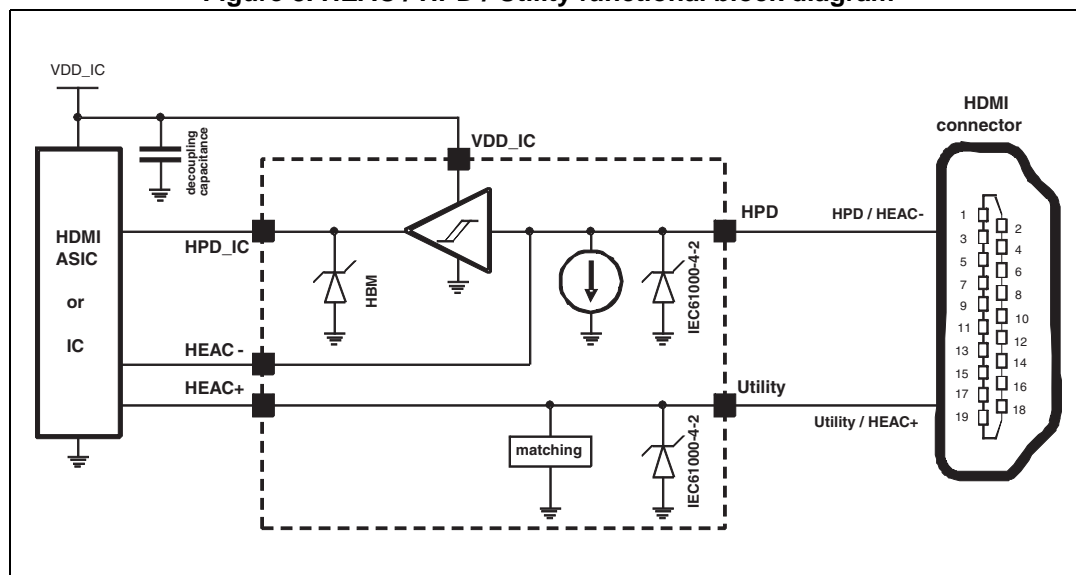 Figure HEAC / HPD / Utility functional block diagram
VDD_IC
decoupling
capacitance
VDD_IC
HDMI
connector
HDMI
ASIC
or
IC
HPD_IC
HBM
IEC61000-4-2
HPD
HPD / HEAC-
HEAC -
HEAC+
matching
IEC61000-4-2
Utility
Utility / HEAC+
1
2
3
4
5
6
7
8
9
10
11
12
13
14
15
16
17
18
19